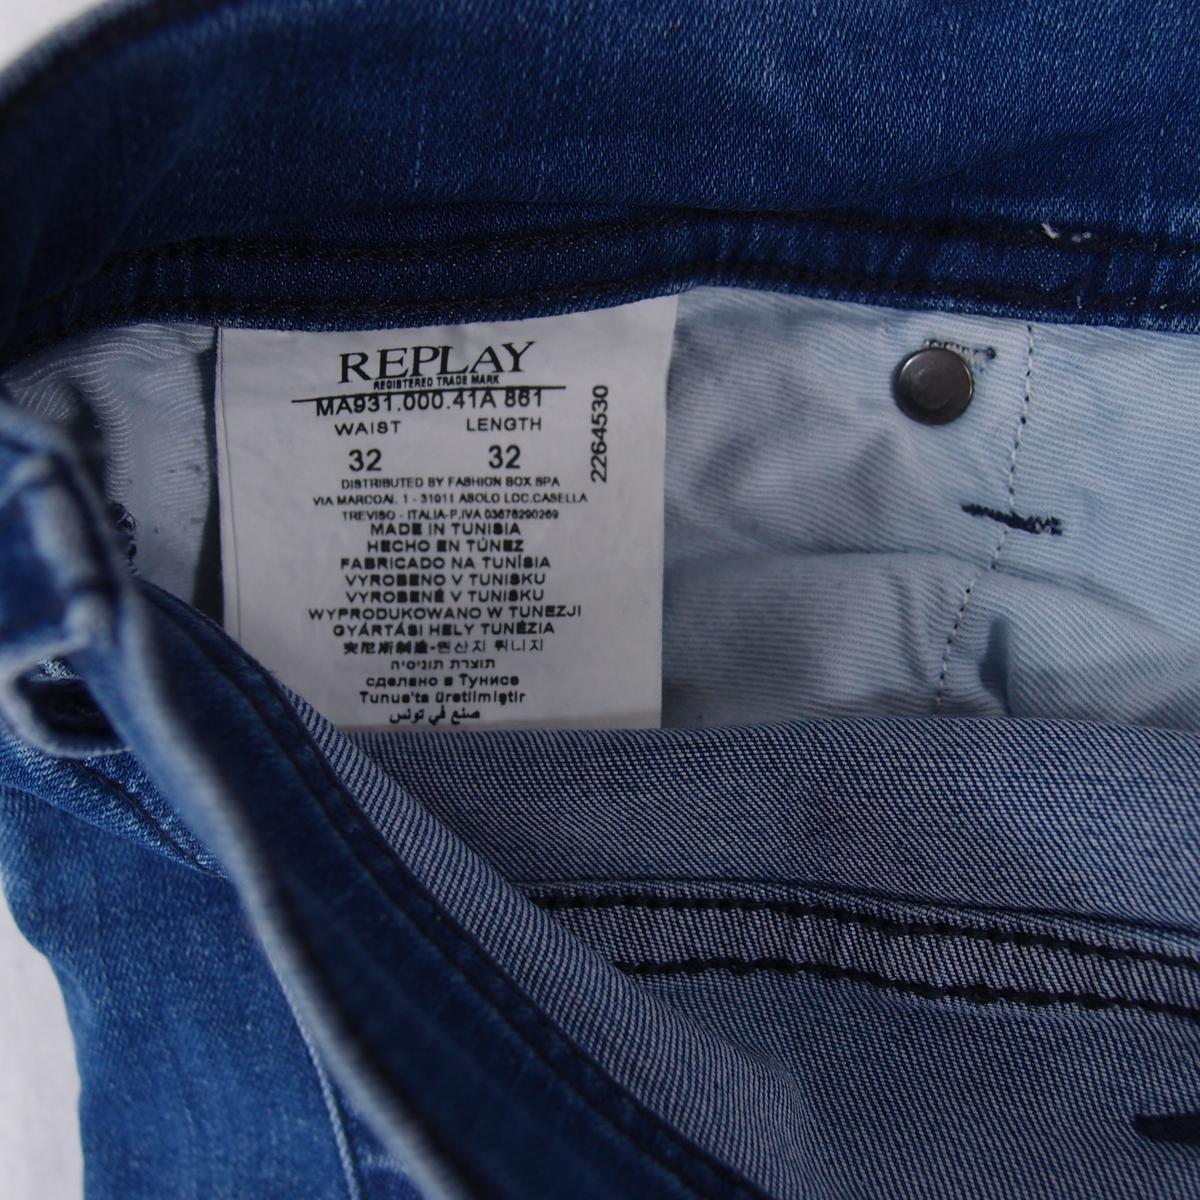 REPLAY
REGISTERED TRADE MARK
MA931.000.41A 861
WAIST LENGTH
32 32
2264530
DISTRIBUTED BY FASHION BOX SPA
VIA MARCOAI, 1 - 31011 ASOLO LOC.CASELLA
TREVISO - ITALIA-P.IVA 03678290269
MADE IN TUNISIA
HECHO EN TÚNEZ
FABRICADO NA TUNÍSIA
VYROBENO V TUNISKU
VYROBENÉ V TUNISKU
WYPRODUKOWANO W TUNEZJI
GYÁRTÁSI HELY TUNÉZIA
突尼斯制造-원산지 튀니지
תוצרת תוניסיה
сделано в Тунисе
Tunus'ta üretilmiştir
صنع في تونس